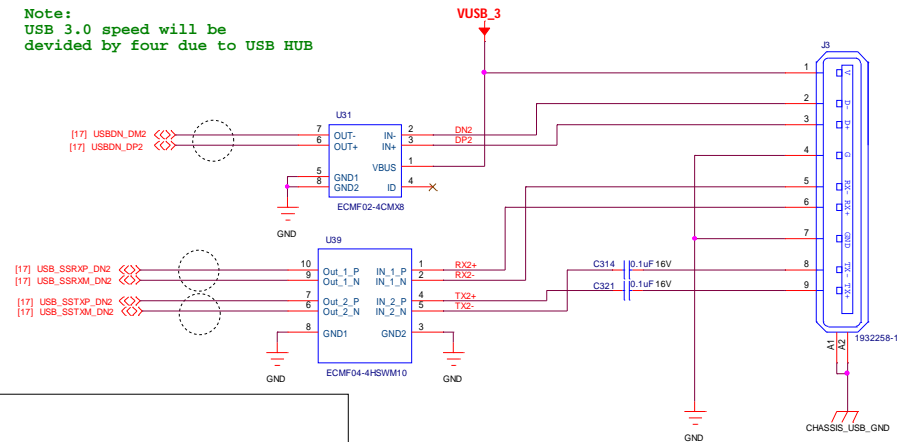 Note:
USB 3.0 speed will be
devided by four due to USB HUB
VUSB_3
J3
1 V
2 D-
3 D+
4 G
5 RX-
6 RX+
7 GND
8 TX-
9 TX+
A1 A2
1932258-1
CHASSIS_USB_GND
U31
[17] USBDN_DM2 7 OUT- IN- 2 DN2
[17] USBDN_DP2 6 OUT+ IN+ 3 DP2
VBUS 1
5 GND1
8 GND2 ID 4
ECMF02-4CMX8
GND
U39
[17] USB_SSRXP_DN2 10 Out_1_P IN_1_P 1 RX2+
[17] USB_SSRXM_DN2 9 Out_1_N IN_1_N 2 RX2-
[17] USB_SSTXP_DN2 7 Out_2_P IN_2_P 4 TX2+
[17] USB_SSTXM_DN2 6 Out_2_N IN_2_N 5 TX2-
8 GND1 GND2 3
ECMF04-4HSWM10
GND
GND
C314 0.1uF 16V
C321 0.1uF 16V
GND